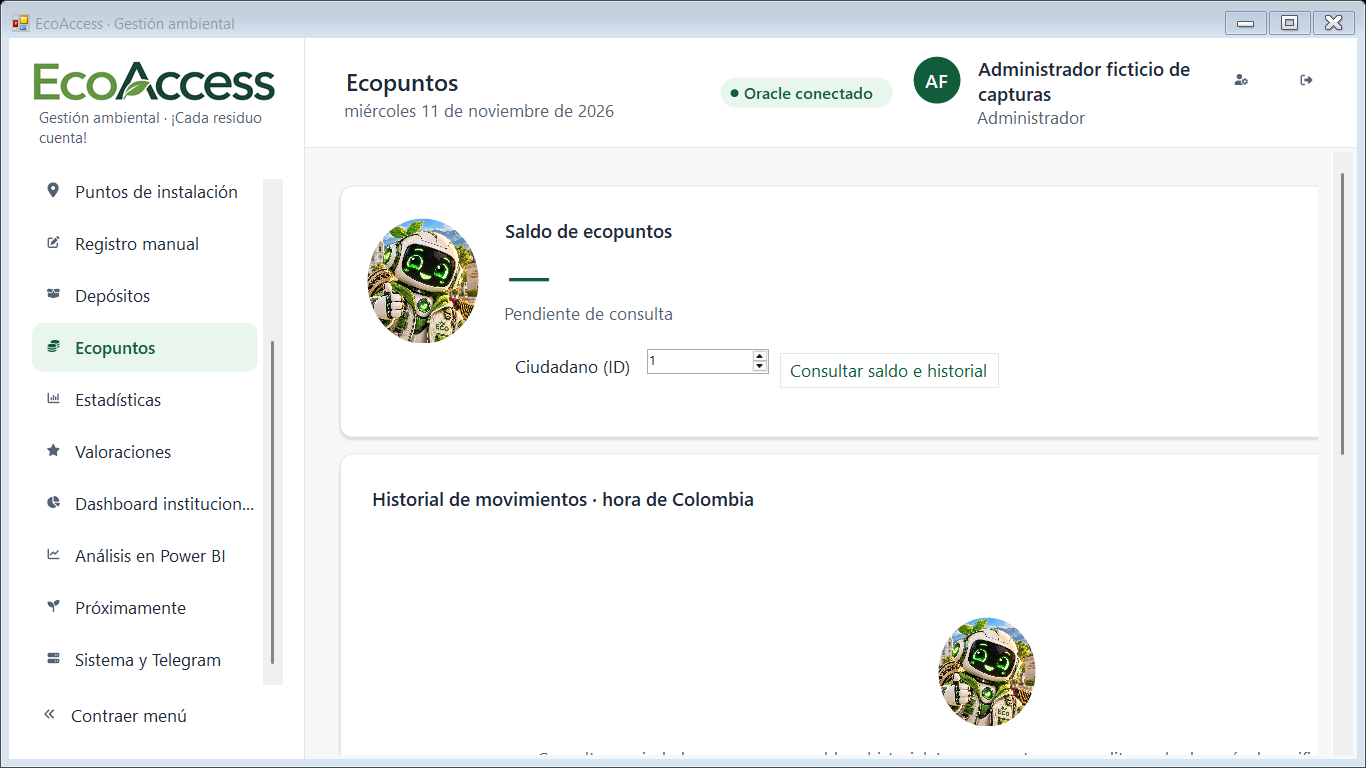 EcoAccess · Gestión ambiental
EcoAccess
Gestión ambiental · ¡Cada residuo
cuenta!
Puntos de instalación
Registro manual
Depósitos
Ecopuntos
Estadísticas
Valoraciones
Dashboard institucion...
Análisis en Power BI
Próximamente
Sistema y Telegram
Contraer menú
Ecopuntos
miércoles 11 de noviembre de 2026
Oracle conectado
AF
Administrador ficticio de
capturas
Administrador
Saldo de ecopuntos
—
Pendiente de consulta
Ciudadano (ID)
1
Consultar saldo e historial
Historial de movimientos · hora de Colombia